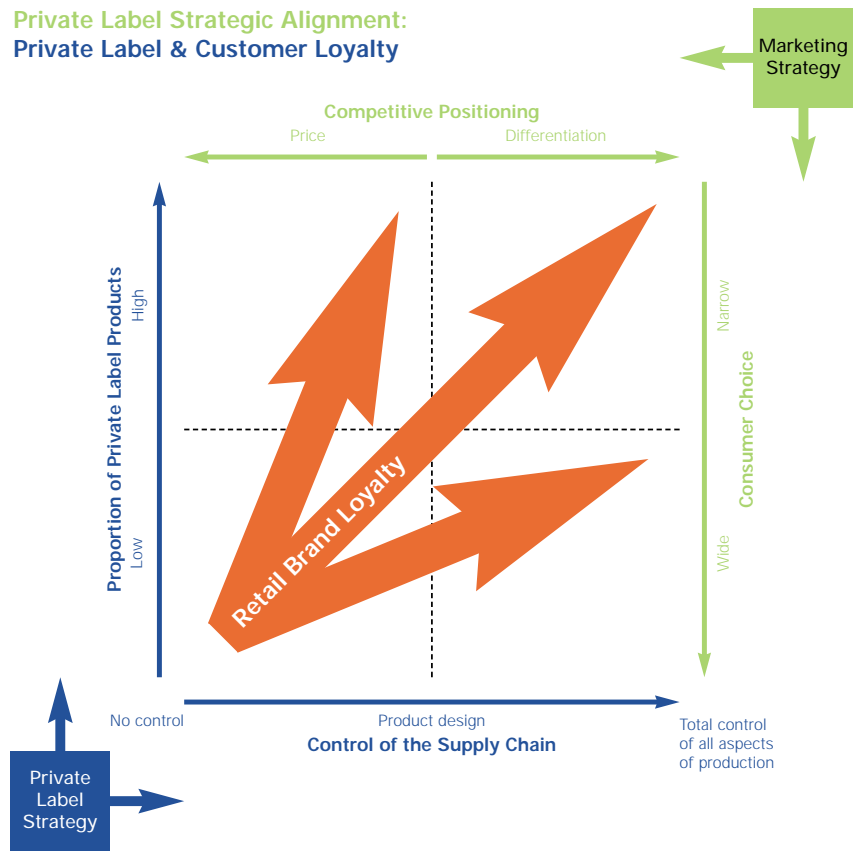 Private Label Strategic Alignment:
Private Label & Customer Loyalty
Marketing
Strategy
Competitive Positioning
Price
Differentiation
Proportion of Private Label Products
High
Low
Retail Brand Loyalty
Narrow
Wide
Consumer Choice
No control
Product design
Total control
of all aspects
of production
Control of the Supply Chain
Private
Label
Strategy